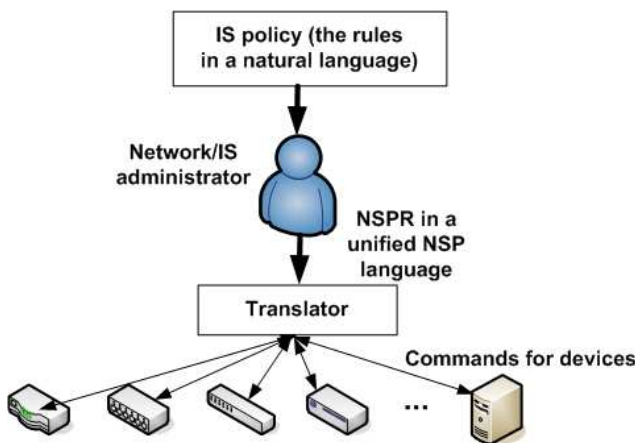 IS policy (the rules
in a natural language)
Network/IS
administrator
NSPR in a
unified NSP
language
Translator
Commands for devices
...